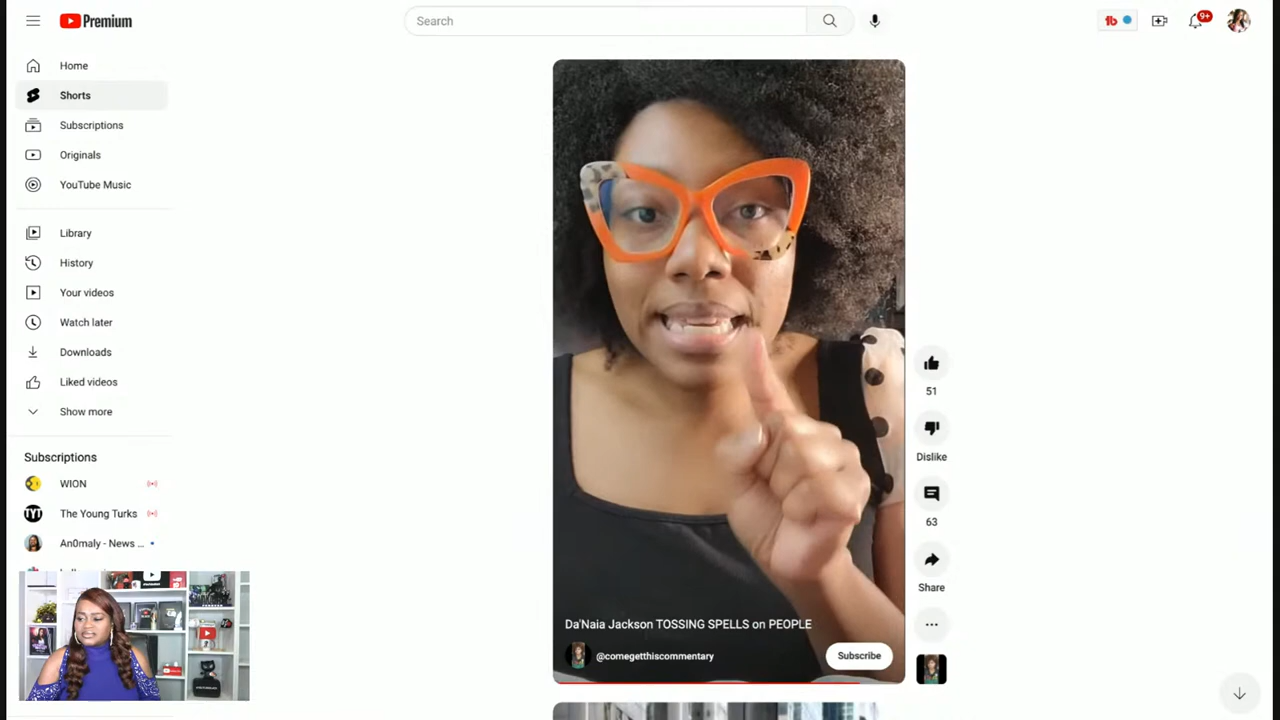 Premium
Search
9+
Home
Shorts
Subscriptions
Originals
YouTube Music
Library
History
Your videos
Watch later
Downloads
Liked videos
Show more
Subscriptions
WION
TYT
The Young Turks
An0maly - News ...
51
Dislike
63
Share
Da'Naia Jackson TOSSING SPELLS on PEOPLE
@comegetthiscommentary
Subscribe